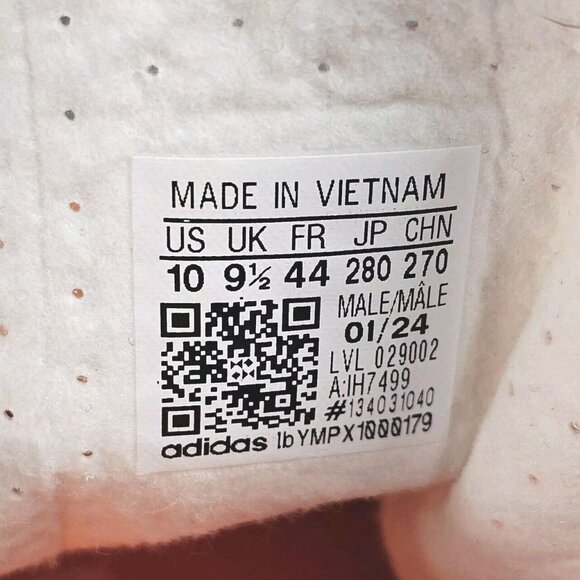 MADE IN VIETNAM
US UK FR JP CHN
10 9½ 44 280 270
MALE/MÂLE
01/24
LVL 029002
A:IH7499
#134031040
adidas lbYMPX1000179